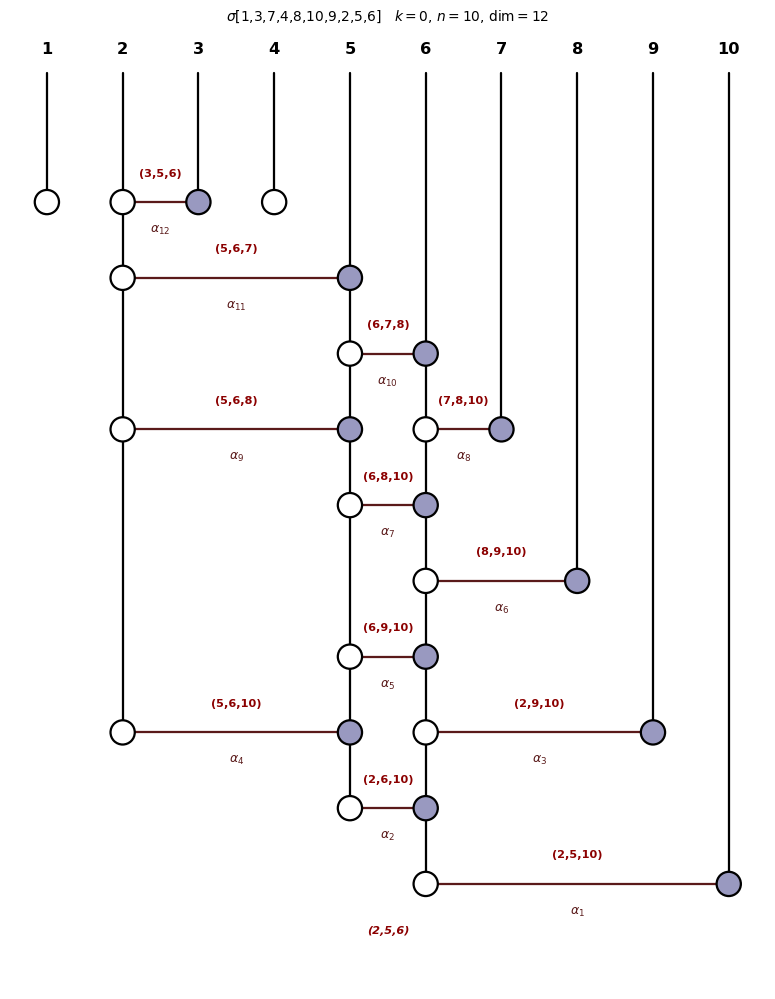 σ[1,3,7,4,8,10,9,2,5,6] k=0, n=10, dim=12
1 2 3 4 5 6 7 8 9 10
(3,5,6)
α12
(5,6,7)
α11
(6,7,8)
α10
(5,6,8) (7,8,10)
α9 α8
(6,8,10)
α7
(8,9,10)
α6
(6,9,10)
α5
(5,6,10) (2,9,10)
α4 α3
(2,6,10)
α2
(2,5,10)
α1
(2,5,6)